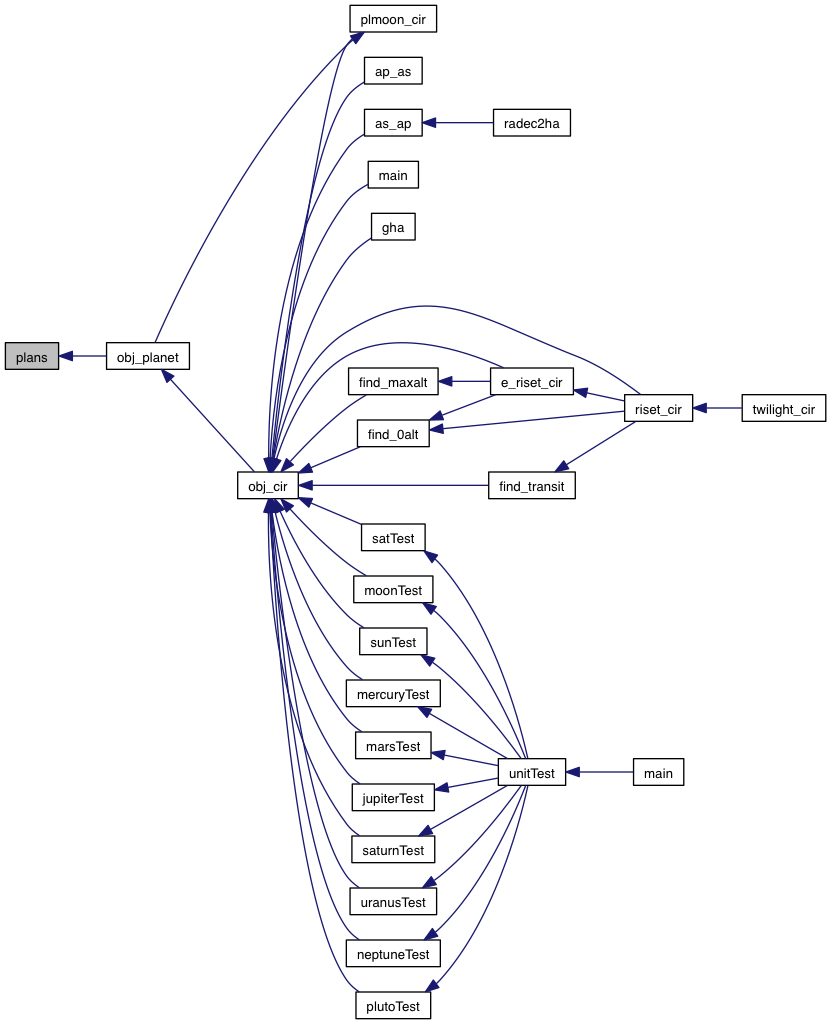 plmoon_cir
ap_as
as_ap
radec2ha
main
gha
plans
obj_planet
find_maxalt
e_riset_cir
riset_cir
twilight_cir
find_0alt
obj_cir
find_transit
satTest
moonTest
sunTest
mercuryTest
marsTest
unitTest
main
jupiterTest
saturnTest
uranusTest
neptuneTest
plutoTest